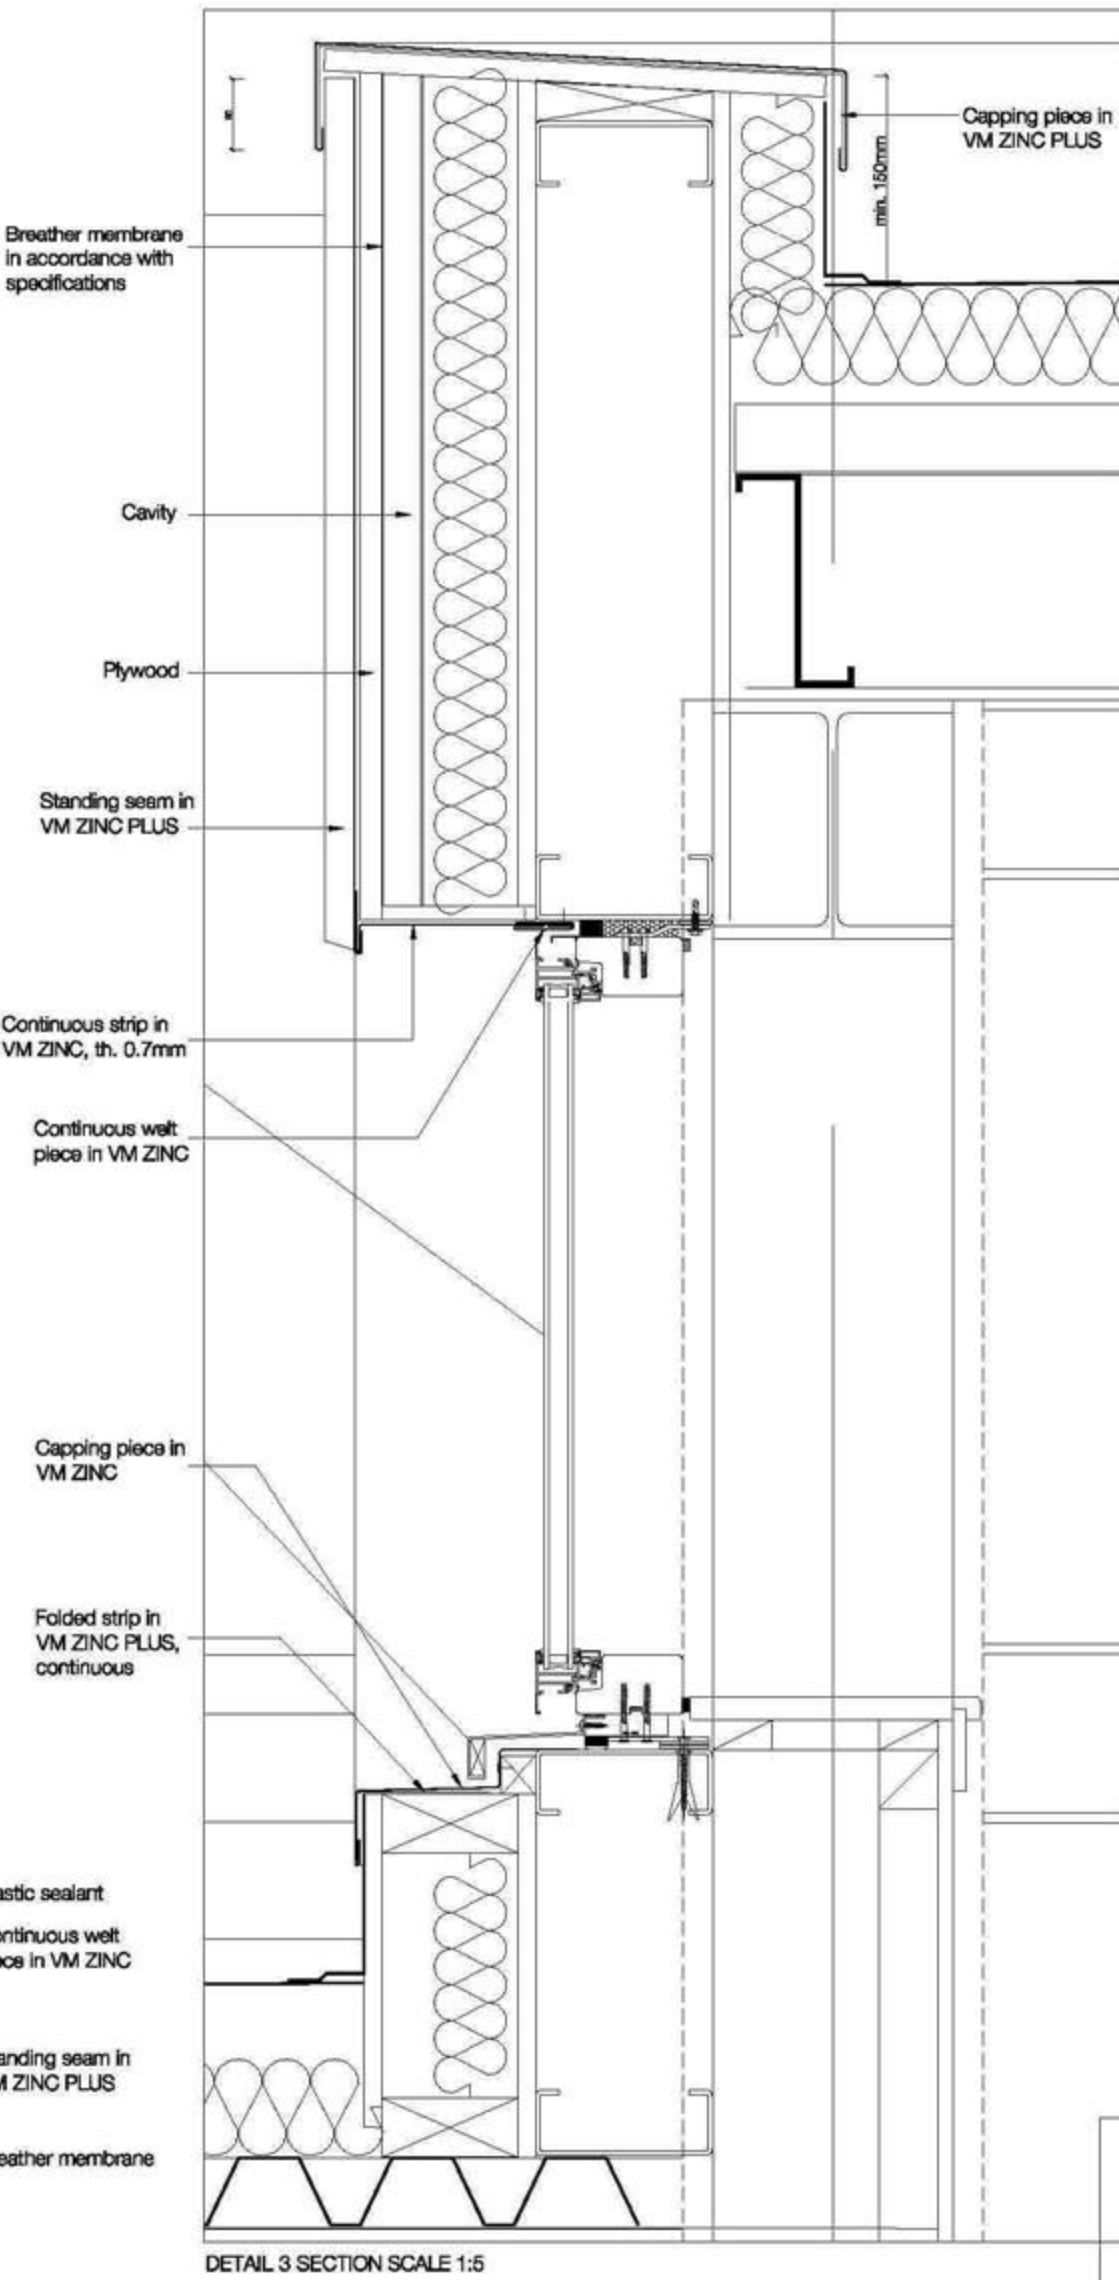 Capping piece in
VM ZINC PLUS
min. 150mm
Breather membrane
in accordance with
specifications
Cavity
Plywood
Standing seam in
VM ZINC PLUS
Continuous strip in
VM ZINC, th. 0.7mm
Continuous welt
piece in VM ZINC
Capping piece in
VM ZINC
Folded strip in
VM ZINC PLUS,
continuous
astic sealant
ontinuous welt
ece in VM ZINC
anding seam in
M ZINC PLUS
eather membrane
DETAIL 3 SECTION SCALE 1:5